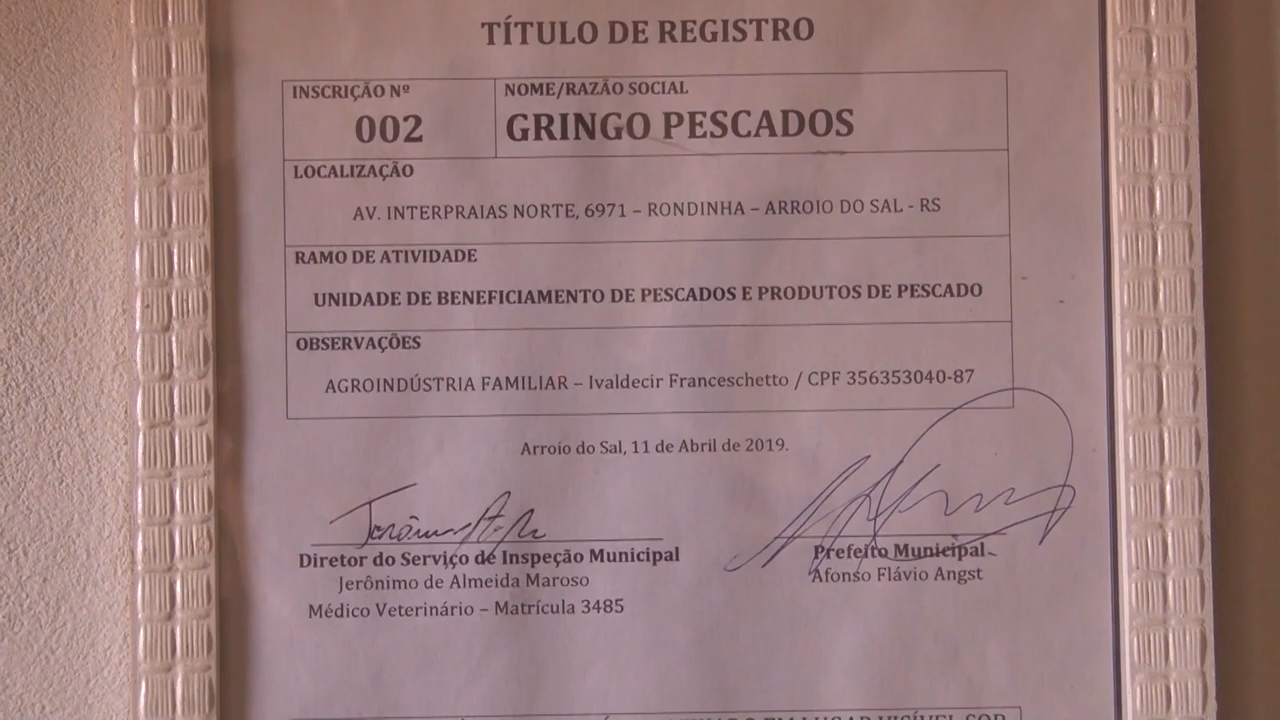 TÍTULO DE REGISTRO
INSCRIÇÃO Nº
002
NOME/RAZÃO SOCIAL
GRINGO PESCADOS
LOCALIZAÇÃO
AV. INTERPRAIAS NORTE, 6971 – RONDINHA – ARROIO DO SAL - RS
RAMO DE ATIVIDADE
UNIDADE DE BENEFICIAMENTO DE PESCADOS E PRODUTOS DE PESCADO
OBSERVAÇÕES
AGROINDÚSTRIA FAMILIAR – Ivaldecir Franceschetto / CPF 356353040-87
Arroio do Sal, 11 de Abril de 2019.
Diretor do Serviço de Inspeção Municipal
Jerônimo de Almeida Maroso
Médico Veterinário – Matrícula 3485
Prefeito Municipal
Afonso Flávio Angst